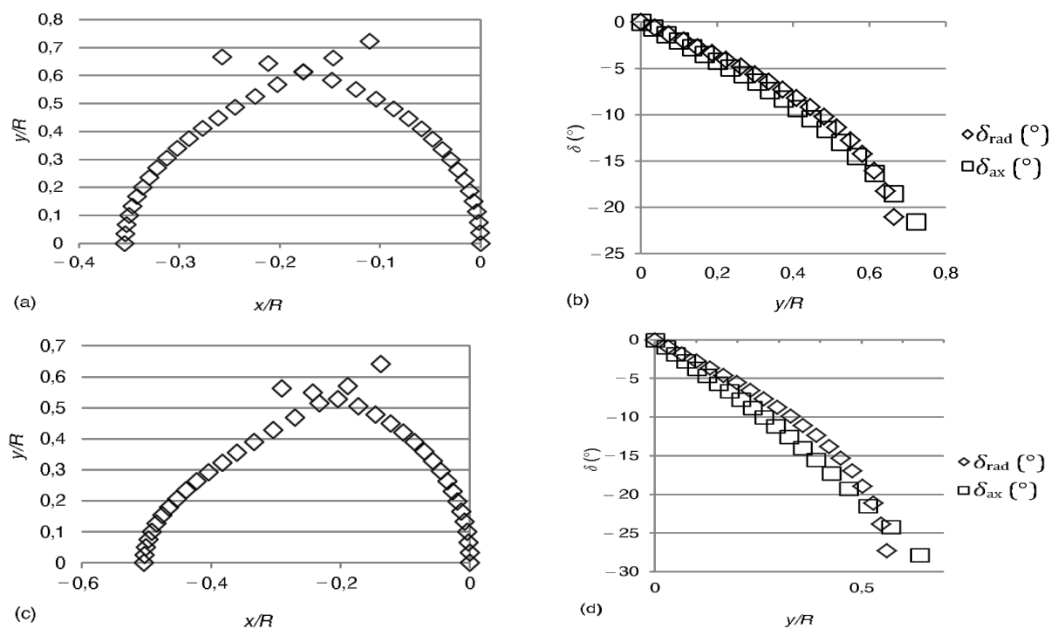 y/R
0,8
0,7
0,6
0,5
0,4
0,3
0,2
0,1
0
−0,4 −0,3 −0,2 −0,1 0
x/R
(a)
δ (°)
0
−5
−10
−15
−20
−25
0 0,2 0,4 0,6 0,8
y/R
(b)
δrad (°)
δax (°)
y/R
0,7
0,6
0,5
0,4
0,3
0,2
0,1
0
−0,6 −0,4 −0,2 0
x/R
(c)
δ (°)
0
−5
−10
−15
−20
−25
−30
0 0,5
y/R
(d)
δrad (°)
δax (°)